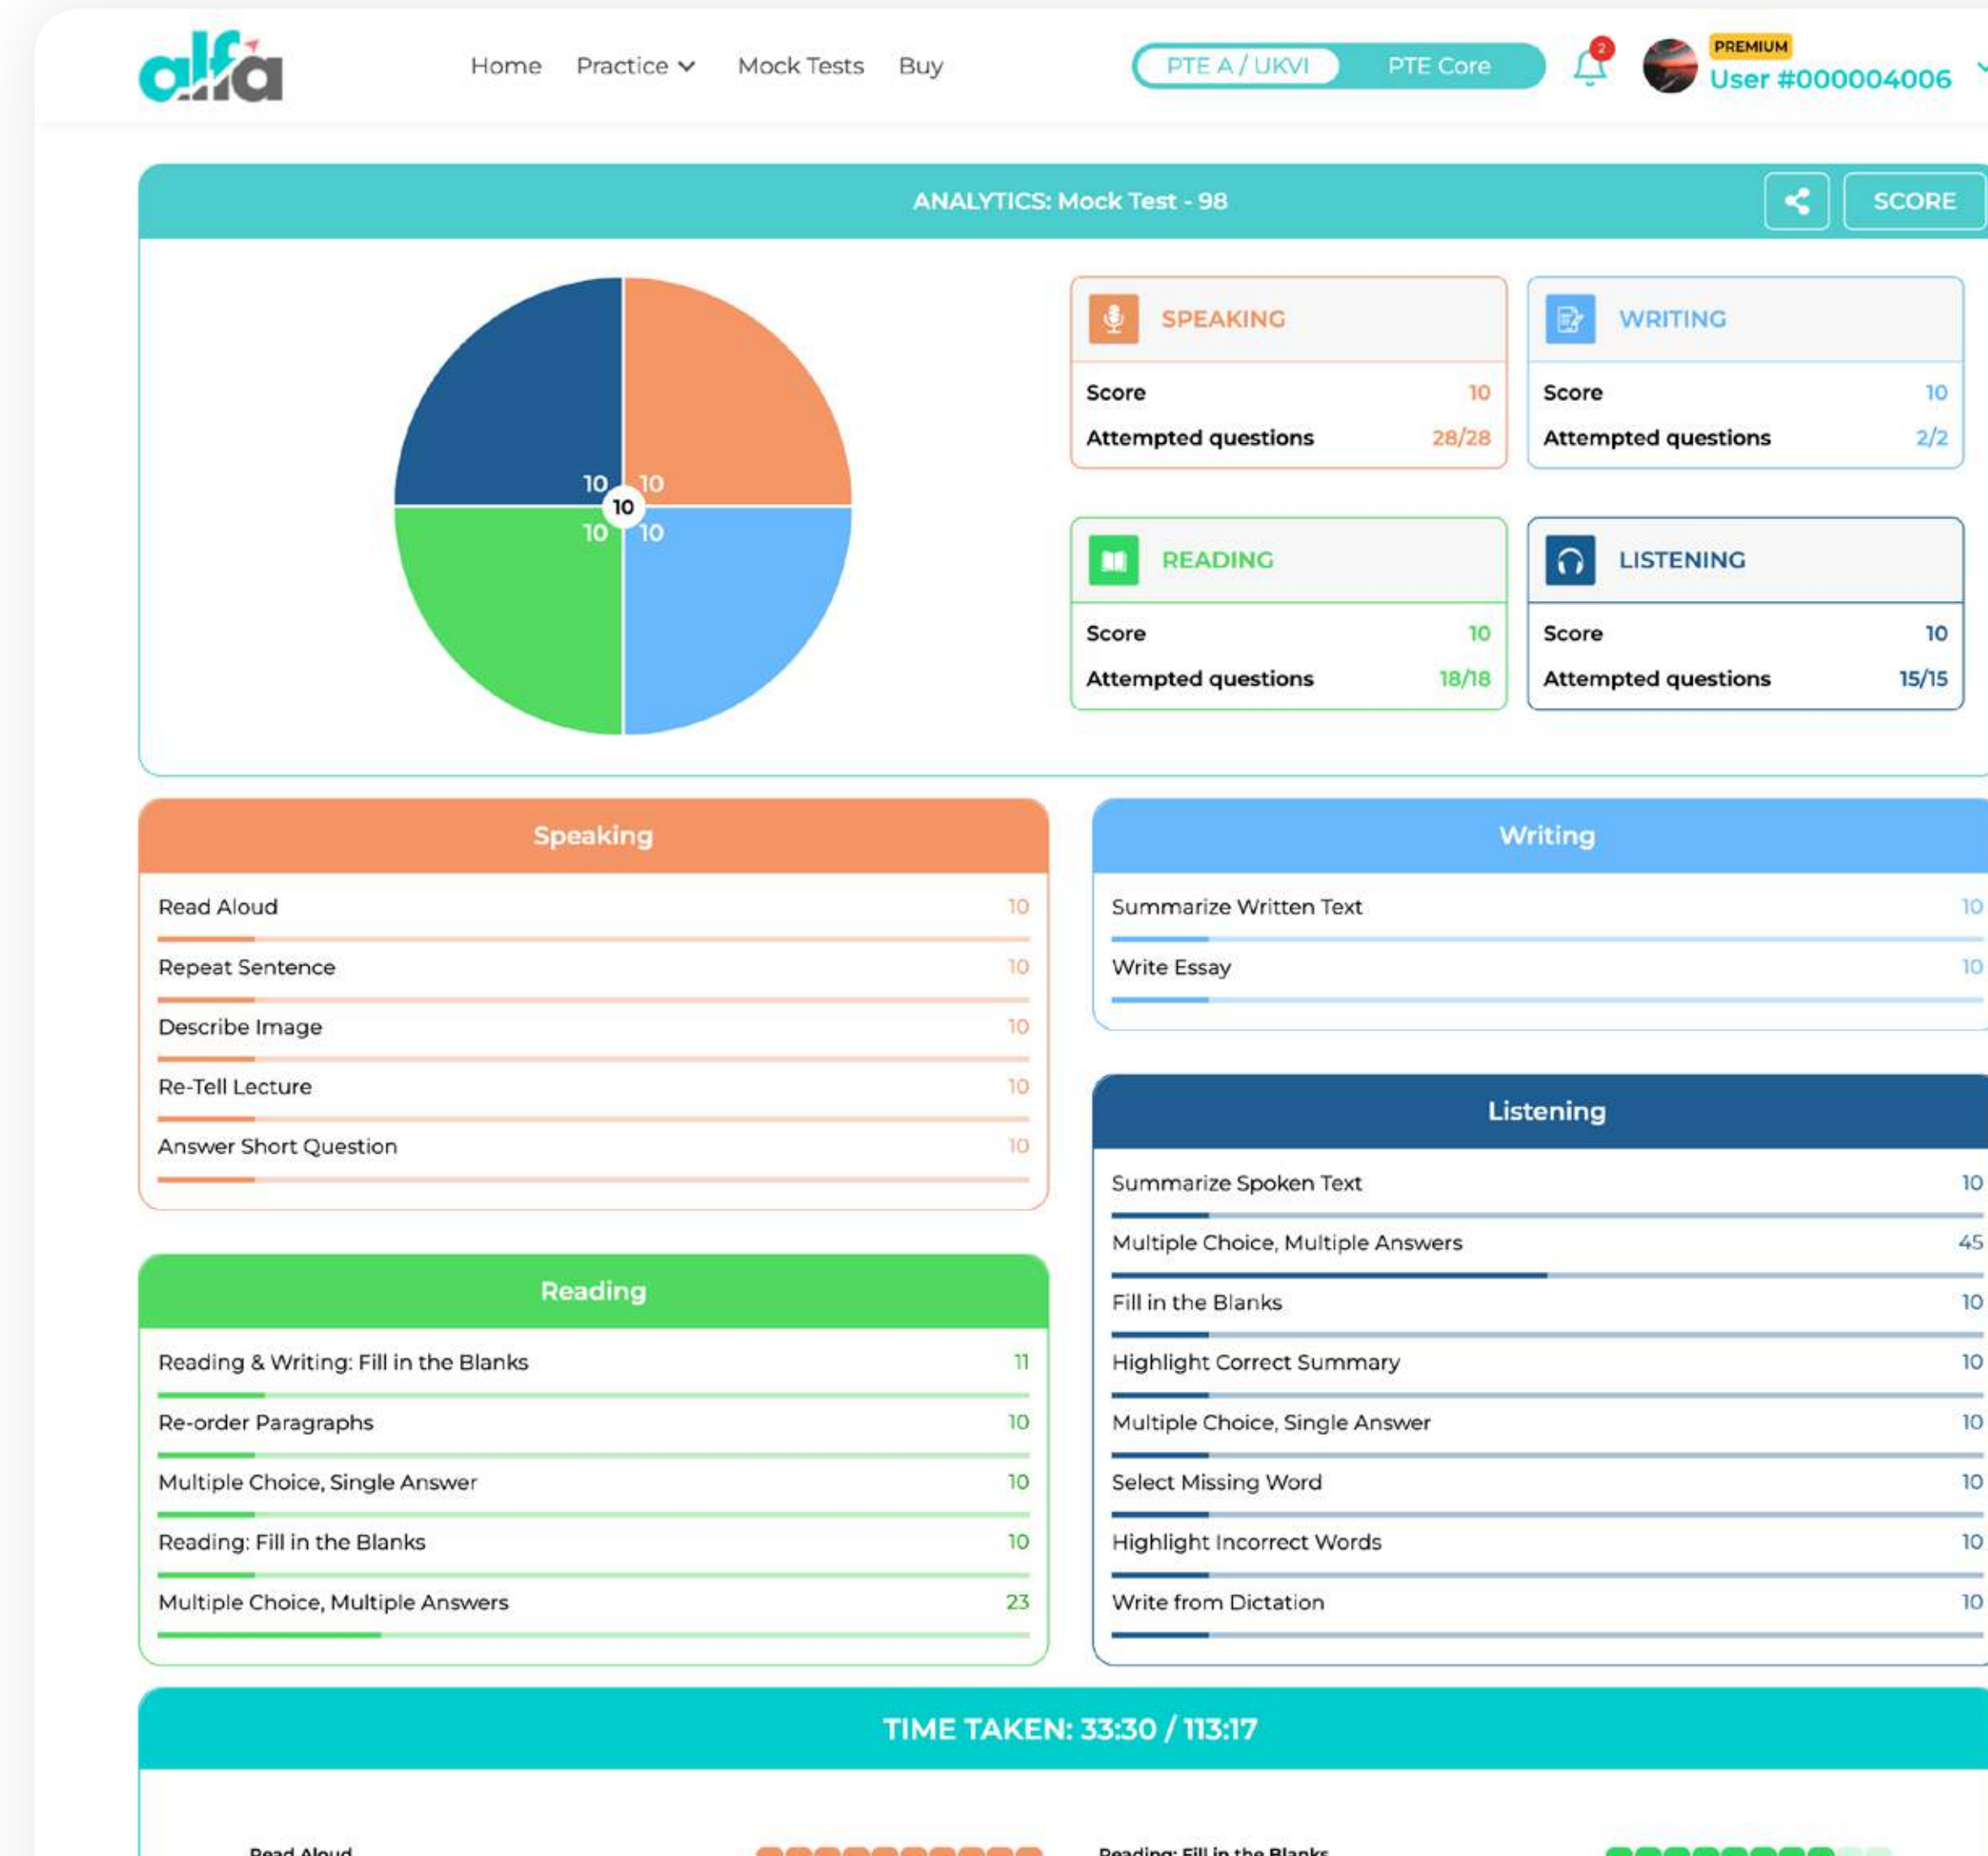 alfa
Home Practice Mock Tests Buy
PTE A / UKVI PTE Core
2
PREMIUM
User #000004006
ANALYTICS: Mock Test - 98
SCORE
10 10
10
10 10
SPEAKING
Score 10
Attempted questions 28/28
WRITING
Score 10
Attempted questions 2/2
READING
Score 10
Attempted questions 18/18
LISTENING
Score 10
Attempted questions 15/15
Speaking
Read Aloud 10
Repeat Sentence 10
Describe Image 10
Re-Tell Lecture 10
Answer Short Question 10
Writing
Summarize Written Text 10
Write Essay 10
Reading
Reading & Writing: Fill in the Blanks 11
Re-order Paragraphs 10
Multiple Choice, Single Answer 10
Reading: Fill in the Blanks 10
Multiple Choice, Multiple Answers 23
Listening
Summarize Spoken Text 10
Multiple Choice, Multiple Answers 45
Fill in the Blanks 10
Highlight Correct Summary 10
Multiple Choice, Single Answer 10
Select Missing Word 10
Highlight Incorrect Words 10
Write from Dictation 10
TIME TAKEN: 33:30 / 113:17
Read Aloud
Reading: Fill in the Blanks